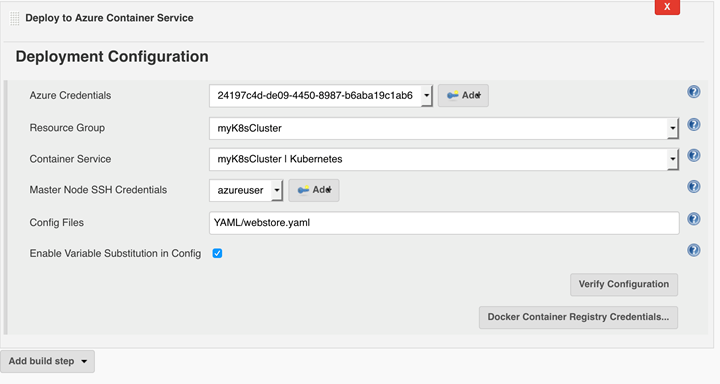 X
Deploy to Azure Container Service
Deployment Configuration
Azure Credentials 24197c4d-de09-4450-8987-b6aba19c1ab6 Add
Resource Group myK8sCluster
Container Service myK8sCluster | Kubernetes
Master Node SSH Credentials azureuser Add
Config Files YAML/webstore.yaml
Enable Variable Substitution in Config
Verify Configuration
Docker Container Registry Credentials...
Add build step